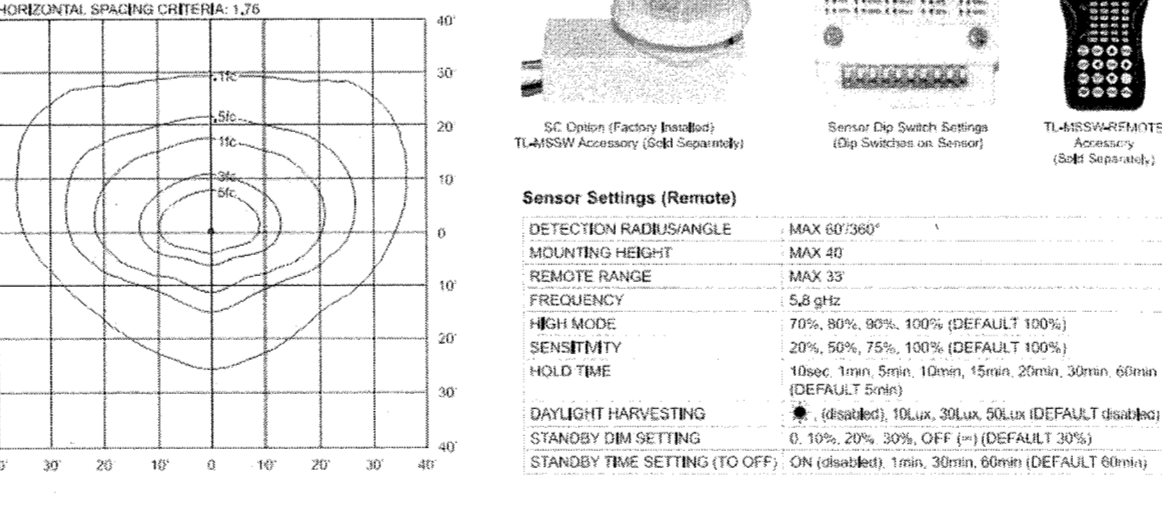 HORIZONTAL SPACING CRITERIA: 1.76
40'
30'
20'
10'
0
10'
20'
30'
40'
.1fc
.5fc
1fc
3fc
5fc
30'
20'
10'
0
10'
20'
30'
40'
SC Option (Factory Installed)
TL-MSSW Accessory (Sold Separately)
Sensor Dip Switch Settings
(Dip Switches on Sensor)
TL-MSSW-REMOTE
Accessory
(Sold Separately)
Sensor Settings (Remote)
DETECTION RADIUS/ANGLE MAX 60'/360°
MOUNTING HEIGHT MAX 40'
REMOTE RANGE MAX 33'
FREQUENCY 5.8 gHz
HIGH MODE 70%, 80%, 90%, 100% (DEFAULT 100%)
SENSITIVITY 20%, 50%, 75%, 100% (DEFAULT 100%)
HOLD TIME 10sec, 1min, 5min, 10min, 15min, 20min, 30min, 60min
(DEFAULT 5min)
DAYLIGHT HARVESTING , (disabled), 10Lux, 30Lux, 50Lux (DEFAULT disabled)
STANDBY DIM SETTING 0, 10%, 20%, 30%, OFF (∞) (DEFAULT 30%)
STANDBY TIME SETTING (TO OFF) ON (disabled), 1min, 30min, 60min (DEFAULT 60min)